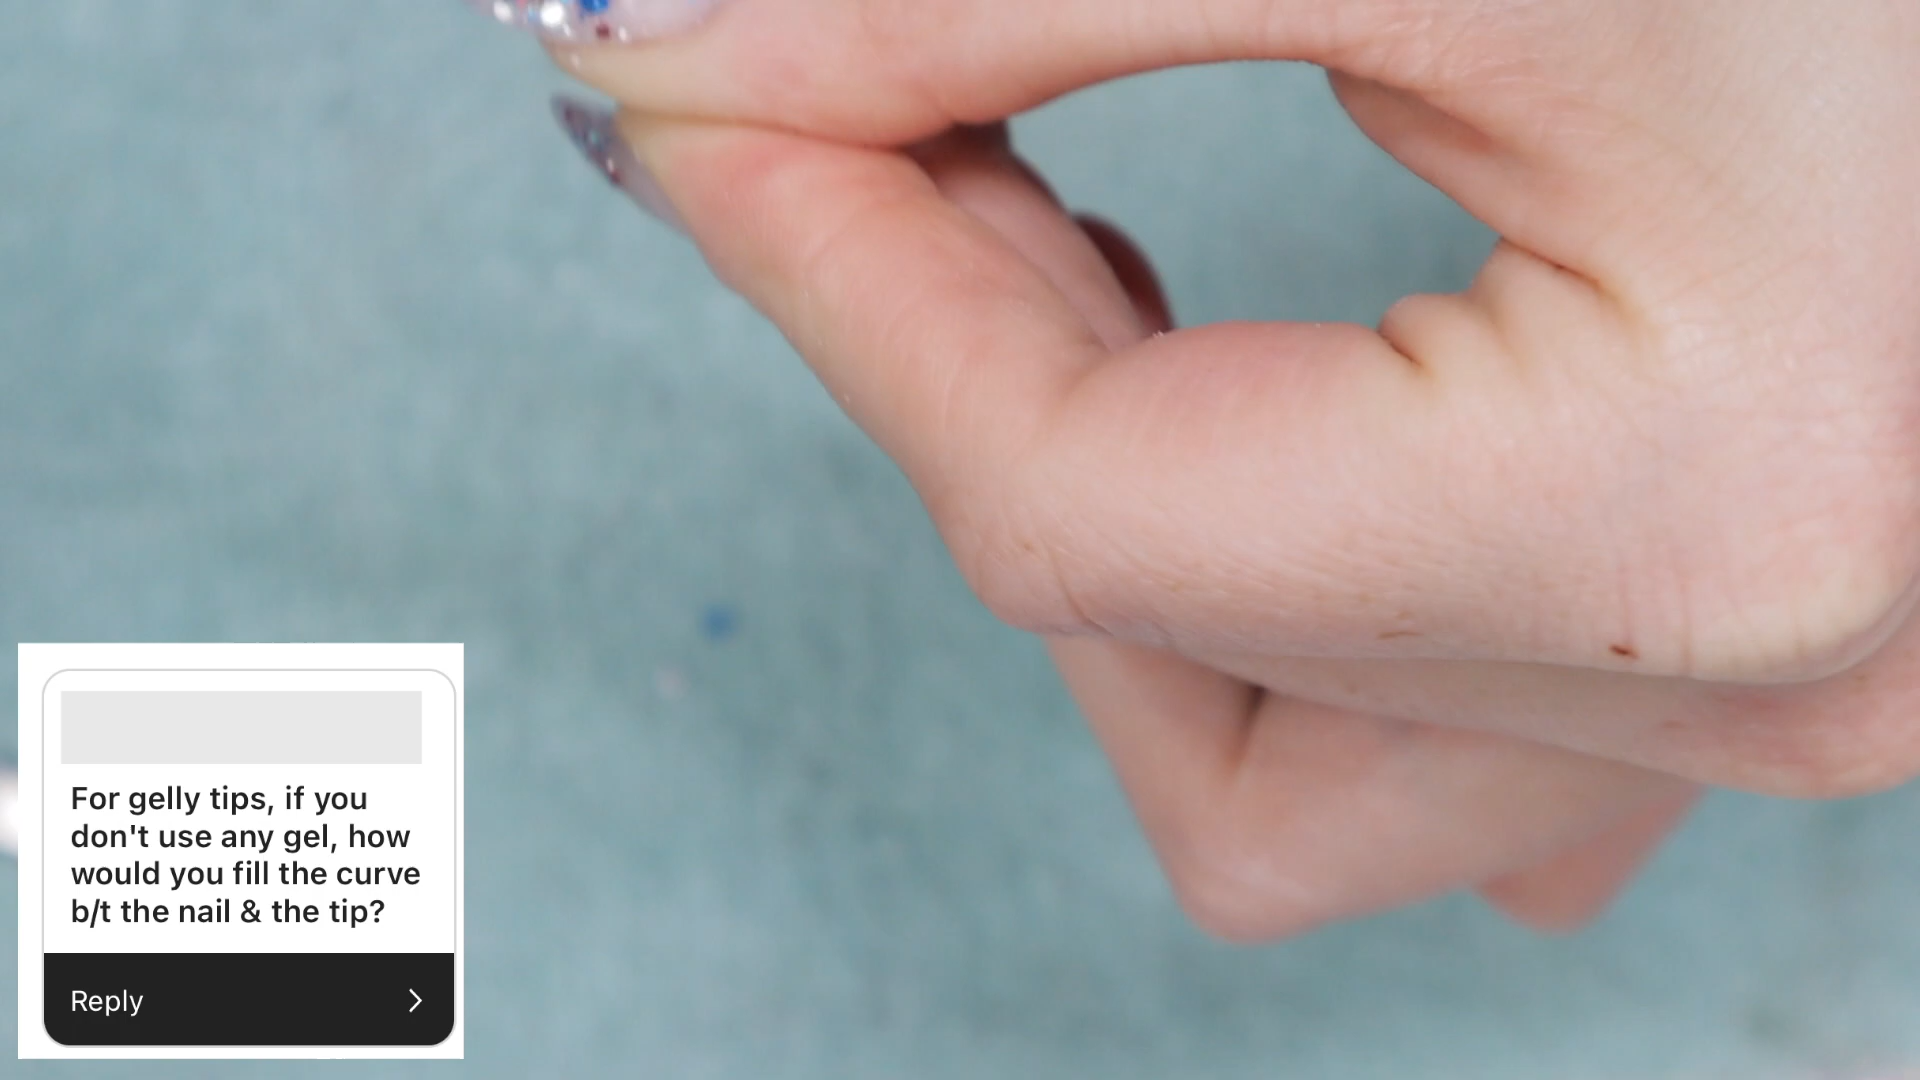 For gelly tips, if you
don't use any gel, how
would you fill the curve
b/t the nail & the tip?
Reply